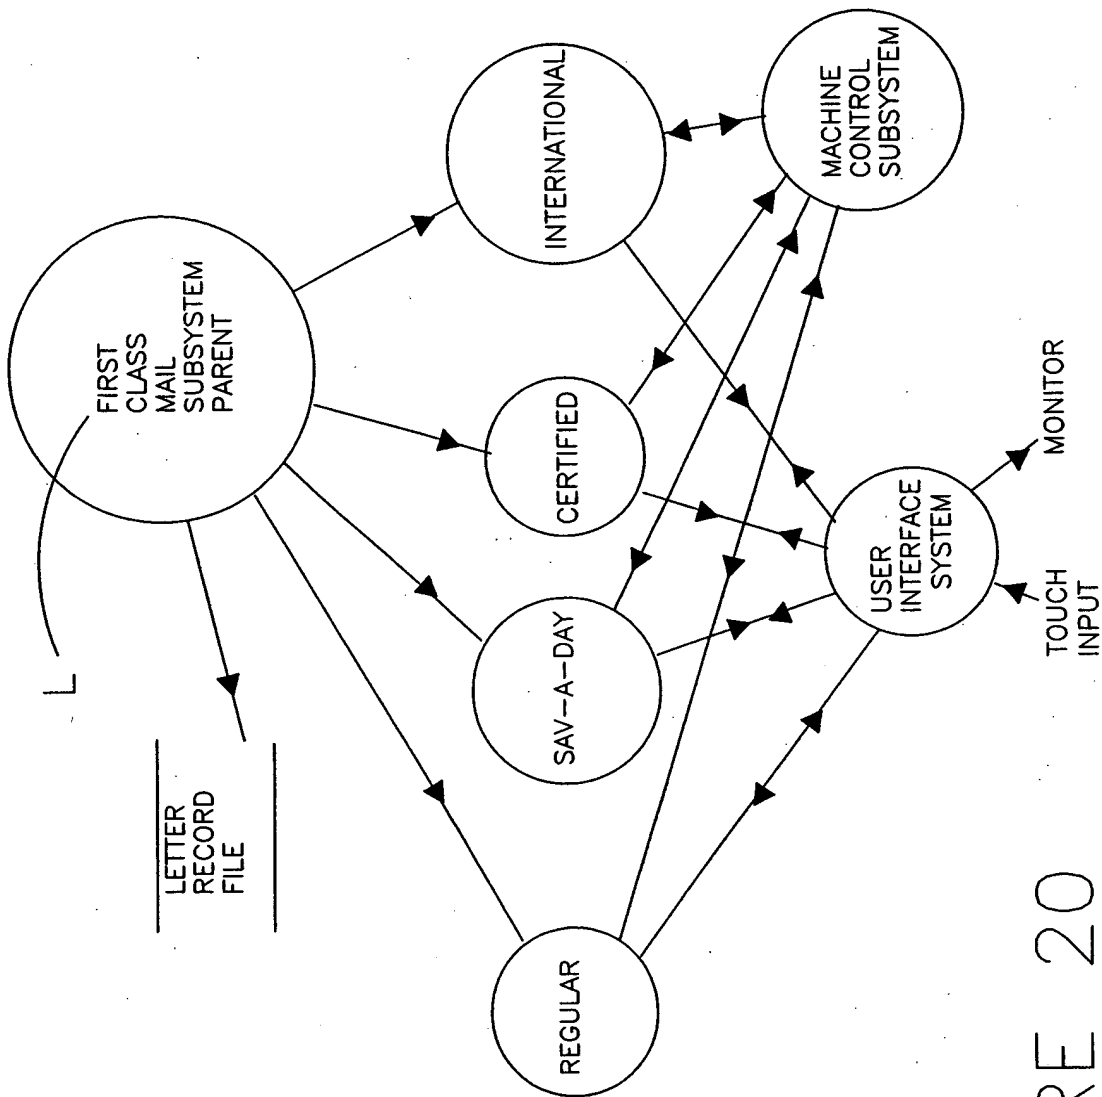 L
FIRST
CLASS
MAIL
SUBSYSTEM
PARENT
LETTER
RECORD
FILE
REGULAR
SAV-A-DAY
CERTIFIED
INTERNATIONAL
USER
INTERFACE
SYSTEM
MACHINE
CONTROL
SUBSYSTEM
TOUCH
INPUT
MONITOR
RE 20